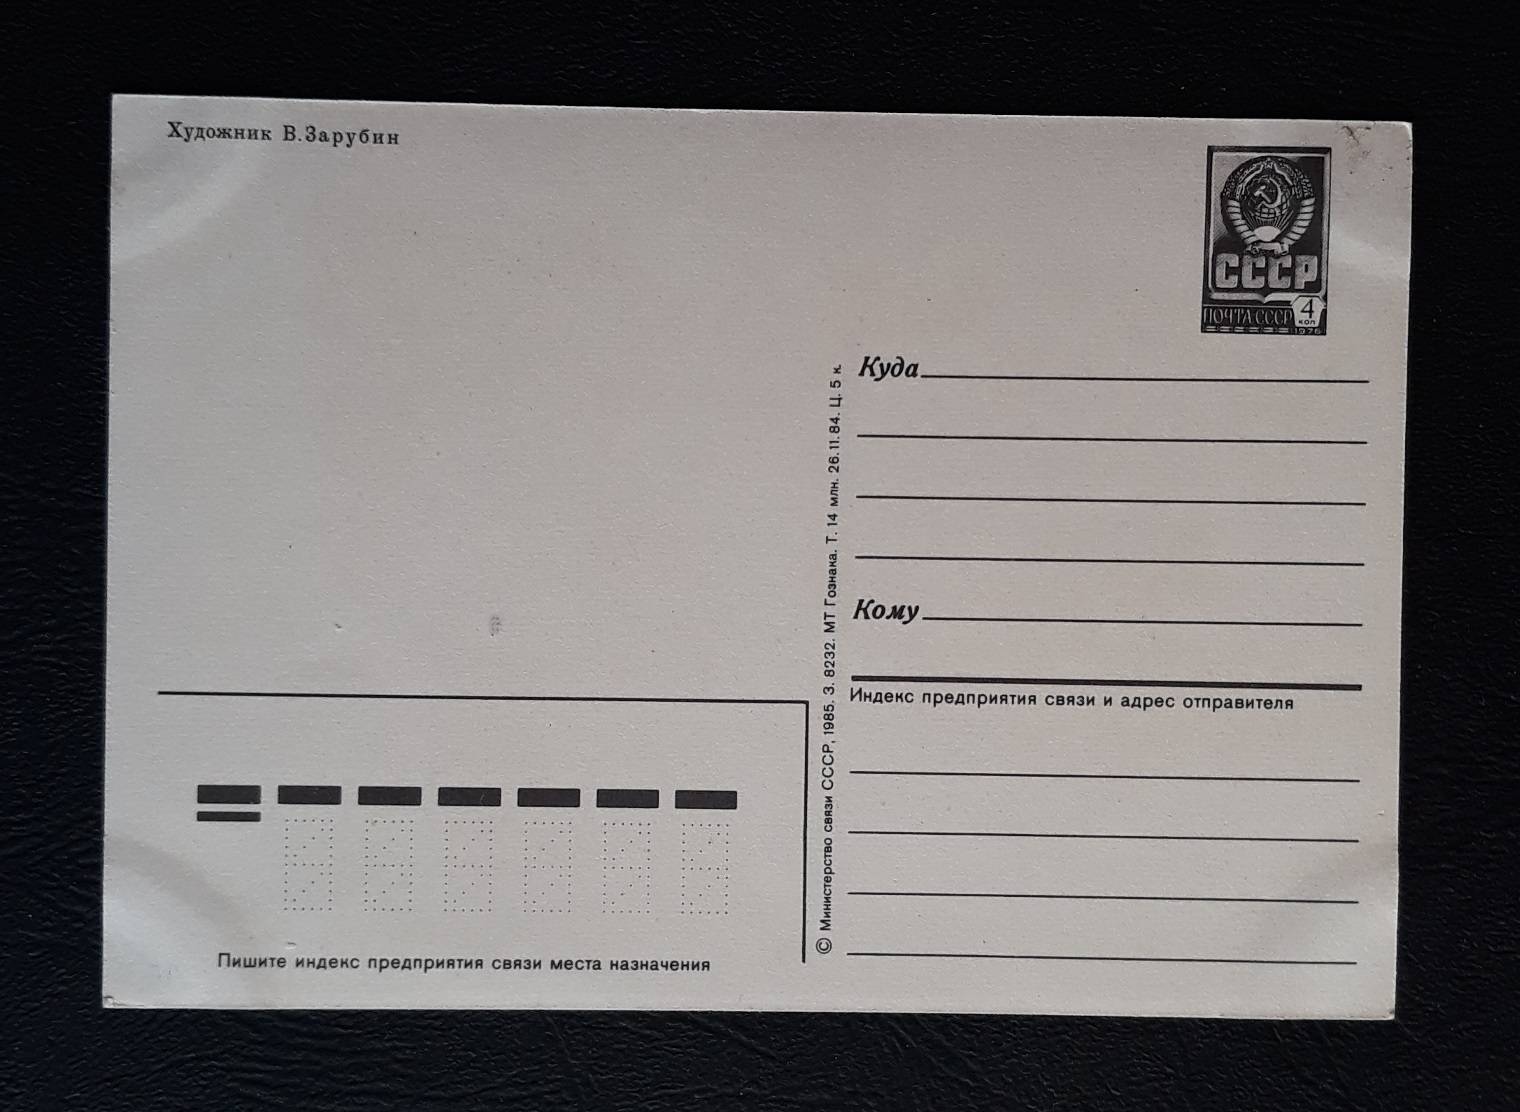 Художник В. Зарубин
СССР
ПОЧТА СССР
4
коп
1976
Куда
Кому
Индекс предприятия связи и адрес отправителя
© Министерство связи СССР, 1985. З. 8232. МТ Гознака. Т. 14 млн. 26.11.84. Ц. 5 к.
Пишите индекс предприятия связи места назначения